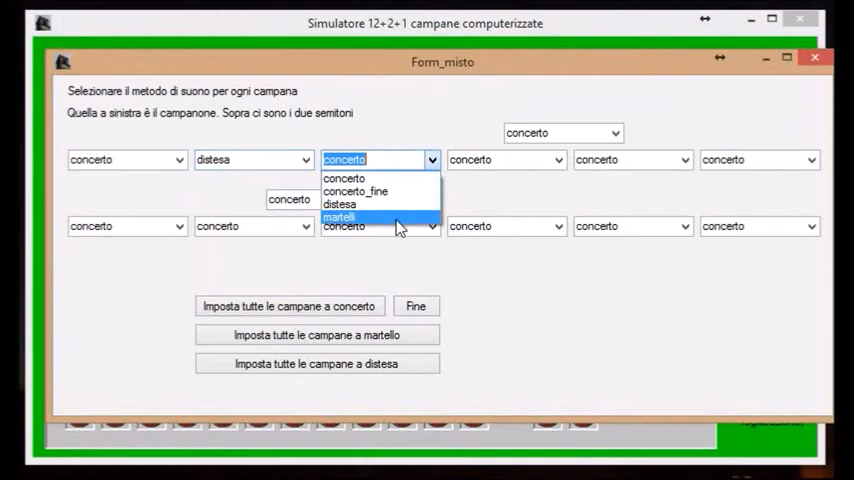 Simulatore 12+2+1 campane computerizzate
Form_misto
Selezionare il metodo di suono per ogni campana
Quella a sinistra è il campanone. Sopra ci sono i due semitoni
concerto
concerto distesa concerto concerto concerto concerto
concerto
concerto_fine
concerto distesa
martelli
concerto concerto concerto concerto concerto concerto
Imposta tutte le campane a concerto Fine
Imposta tutte le campane a martello
Imposta tutte le campane a distesa